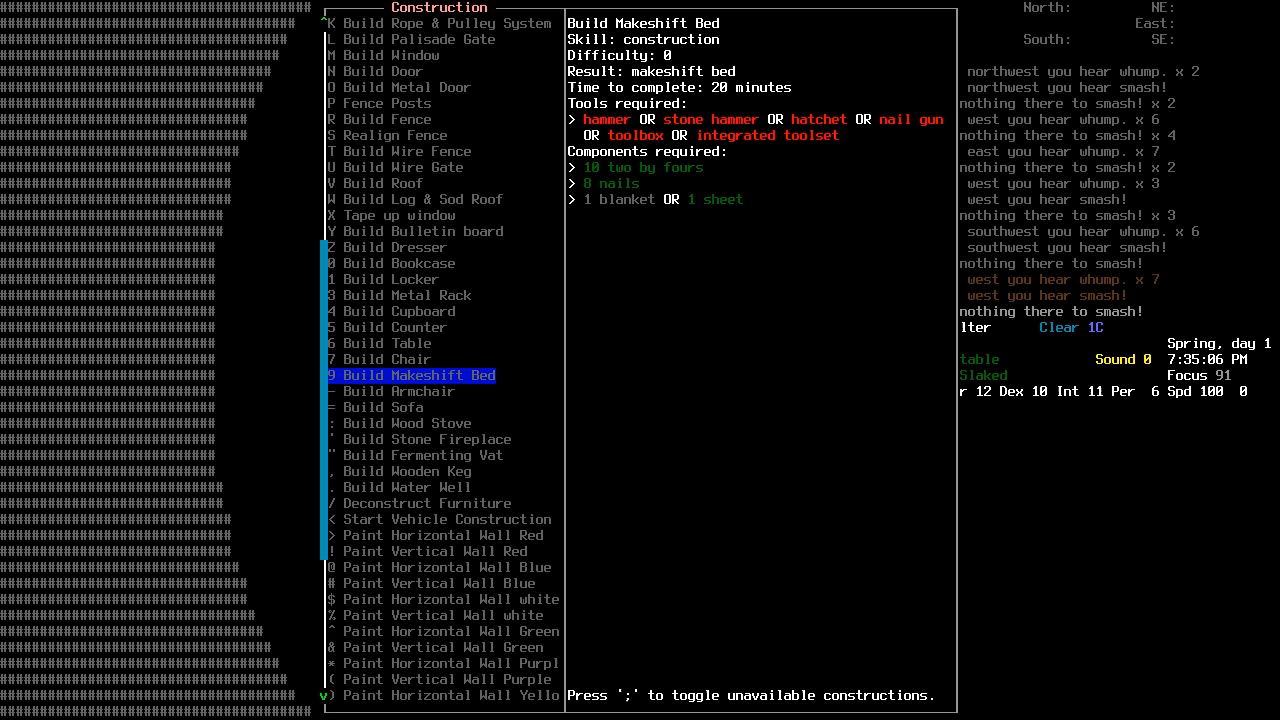 Construction
^K Build Rope & Pulley System
L Build Palisade Gate
M Build Window
N Build Door
O Build Metal Door
P Fence Posts
R Build Fence
S Realign Fence
T Build Wire Fence
U Build Wire Gate
V Build Roof
W Build Log & Sod Roof
X Tape up window
Y Build Bulletin board
Z Build Dresser
0 Build Bookcase
1 Build Locker
3 Build Metal Rack
4 Build Cupboard
5 Build Counter
6 Build Table
7 Build Chair
9 Build Makeshift Bed
- Build Armchair
= Build Sofa
: Build Wood Stove
' Build Stone Fireplace
" Build Fermenting Vat
, Build Wooden Keg
. Build Water Well
/ Deconstruct Furniture
< Start Vehicle Construction
> Paint Horizontal Wall Red
! Paint Vertical Wall Red
@ Paint Horizontal Wall Blue
# Paint Vertical Wall Blue
$ Paint Horizontal Wall white
% Paint Vertical Wall white
^ Paint Horizontal Wall Green
& Paint Vertical Wall Green
* Paint Horizontal Wall Purpl
( Paint Vertical Wall Purple
v) Paint Horizontal Wall Yello
Build Makeshift Bed
Skill: construction
Difficulty: 0
Result: makeshift bed
Time to complete: 20 minutes
Tools required:
> hammer OR stone hammer OR hatchet OR nail gun
OR toolbox OR integrated toolset
Components required:
> 10 two by fours
> 8 nails
> 1 blanket OR 1 sheet
Press ';' to toggle unavailable constructions.
North: NE:
East:
South: SE:
northwest you hear whump. x 2
northwest you hear smash!
nothing there to smash! x 2
west you hear whump. x 6
nothing there to smash! x 4
east you hear whump. x 7
nothing there to smash! x 2
west you hear whump. x 3
west you hear smash!
nothing there to smash! x 3
southwest you hear whump. x 6
southwest you hear smash!
nothing there to smash!
west you hear whump. x 7
west you hear smash!
nothing there to smash!
lter Clear 1C
Spring, day 1
table Sound 0 7:35:06 PM
Slaked Focus 91
r 12 Dex 10 Int 11 Per 6 Spd 100 0